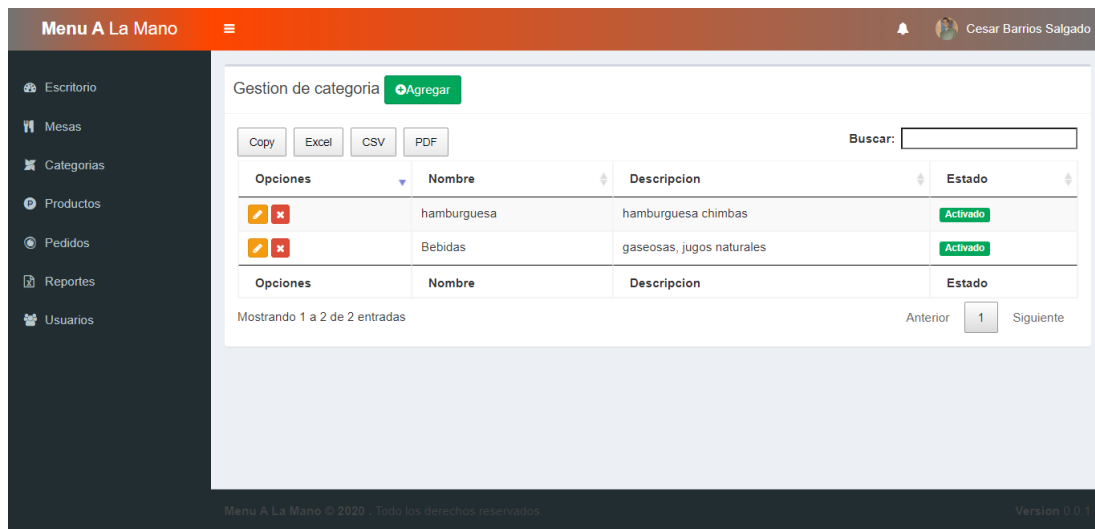 Menu A La Mano
Cesar Barrios Salgado
Escritorio
Mesas
Categorias
Productos
Pedidos
Reportes
Usuarios
Gestion de categoria Agregar
Copy Excel CSV PDF Buscar:
Opciones Nombre Descripcion Estado
hamburguesa hamburguesa chimbas Activado
Bebidas gaseosas, jugos naturales Activado
Opciones Nombre Descripcion Estado
Mostrando 1 a 2 de 2 entradas Anterior 1 Siguiente
Menu A La Mano © 2020 . Todo los derechos reservados. Version 0.0.1